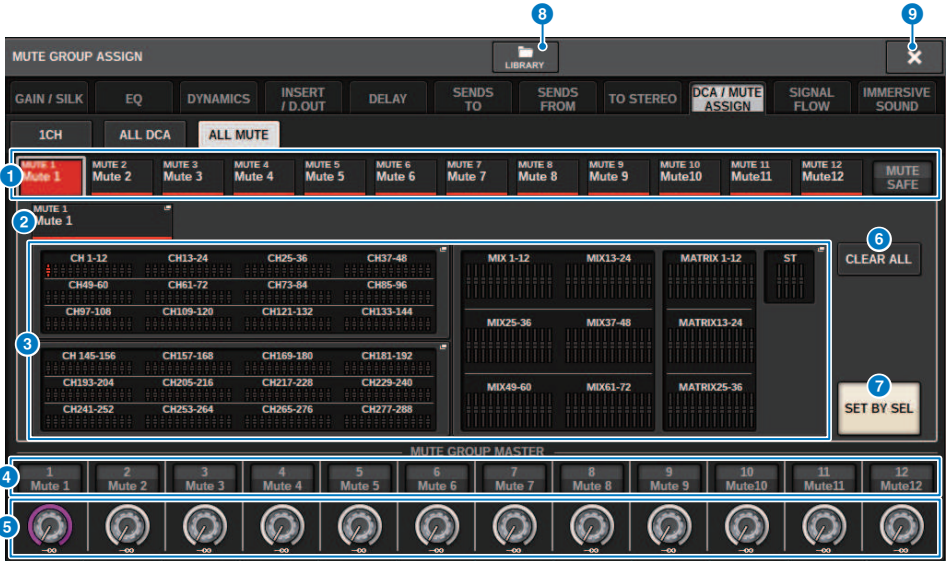 8
9
MUTE GROUP ASSIGN
LIBRARY
GAIN / SILK
EQ
DYNAMICS
INSERT
/ D.OUT
DELAY
SENDS
TO
SENDS
FROM
TO STEREO
DCA / MUTE
ASSIGN
SIGNAL
FLOW
IMMERSIVE
SOUND
1CH
ALL DCA
ALL MUTE
1
MUTE 1
Mute 1
MUTE 2
Mute 2
MUTE 3
Mute 3
MUTE 4
Mute 4
MUTE 5
Mute 5
MUTE 6
Mute 6
MUTE 7
Mute 7
MUTE 8
Mute 8
MUTE 9
Mute 9
MUTE 10
Mute10
MUTE 11
Mute11
MUTE 12
Mute12
MUTE
SAFE
2
MUTE 1
Mute 1
3
CH 1-12
CH13-24
CH25-36
CH37-48
CH49-60
CH61-72
CH73-84
CH85-96
CH97-108
CH109-120
CH121-132
CH133-144
CH 145-156
CH157-168
CH169-180
CH181-192
CH193-204
CH205-216
CH217-228
CH229-240
CH241-252
CH253-264
CH265-276
CH277-288
MIX 1-12
MIX13-24
MATRIX 1-12
ST
MIX25-36
MIX37-48
MATRIX13-24
MIX49-60
MIX61-72
MATRIX25-36
6
CLEAR ALL
7
SET BY SEL
MUTE GROUP MASTER
4
1
Mute 1
2
Mute 2
3
Mute 3
4
Mute 4
5
Mute 5
6
Mute 6
7
Mute 7
8
Mute 8
9
Mute 9
10
Mute10
11
Mute11
12
Mute12
5
-∞
-∞
-∞
-∞
-∞
-∞
-∞
-∞
-∞
-∞
-∞
-∞